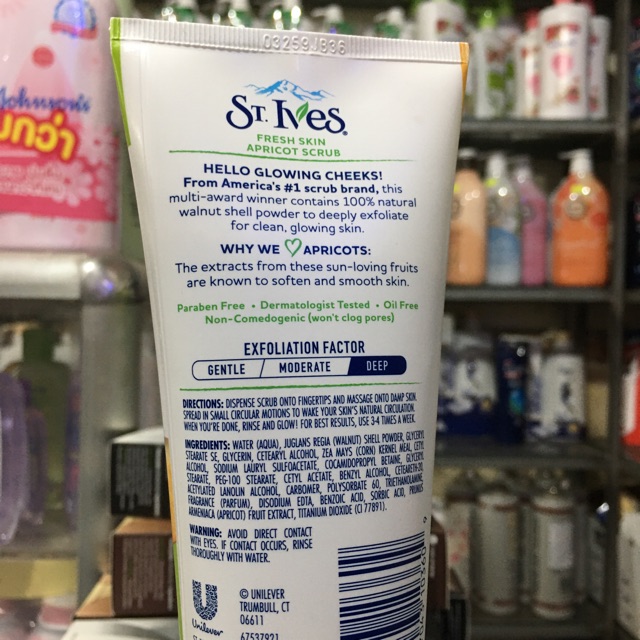 03259JB36
Johnson's
St. Ives®
FRESH SKIN
APRICOT SCRUB
HELLO GLOWING CHEEKS!
From America's #1 scrub brand, this
multi-award winner contains 100% natural
walnut shell powder to deeply exfoliate
for clean, glowing skin.
WHY WE APRICOTS:
The extracts from these sun-loving fruits
are known to soften and smooth skin.
Paraben Free • Dermatologist Tested • Oil Free
Non-Comedogenic (won't clog pores)
EXFOLIATION FACTOR
GENTLE MODERATE DEEP
DIRECTIONS: DISPENSE SCRUB ONTO FINGERTIPS AND MASSAGE ONTO DAMP SKIN.
SPREAD IN SMALL CIRCULAR MOTIONS TO WAKE YOUR SKIN'S NATURAL CIRCULATION.
WHEN YOU'RE DONE, RINSE AND GLOW! FOR BEST RESULTS, USE 3-4 TIMES A WEEK.
INGREDIENTS: WATER (AQUA), JUGLANS REGIA (WALNUT) SHELL POWDER, GLYCERYL
STEARATE SE, GLYCERIN, CETEARYL ALCOHOL, ZEA MAYS (CORN) KERNEL MEAL, CETYL
ALCOHOL, SODIUM LAURYL SULFOACETATE, COCAMIDOPROPYL BETAINE, GLYCERYL
STEARATE, PEG-100 STEARATE, CETYL ACETATE, BENZYL ALCOHOL, CETEARETH-20,
ACETYLATED LANOLIN ALCOHOL, CARBOMER, POLYSORBATE 60, TRIETHANOLAMINE,
FRAGRANCE (PARFUM), DISODIUM EDTA, BENZOIC ACID, SORBIC ACID, PRUNUS
ARMENIACA (APRICOT) FRUIT EXTRACT, TITANIUM DIOXIDE (CI 77891).
WARNING: AVOID DIRECT CONTACT
WITH EYES. IF CONTACT OCCURS, RINSE
THOROUGHLY WITH WATER.
Unilever
© UNILEVER
TRUMBULL, CT
06611
67537921